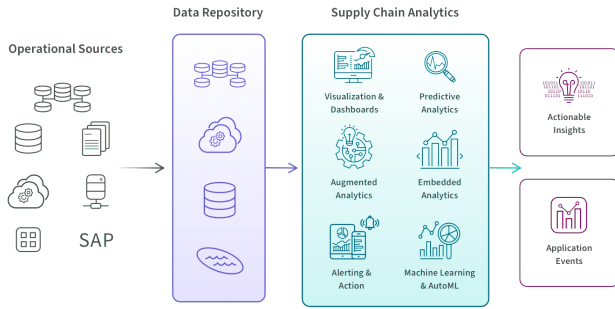 Data Repository
Supply Chain Analytics
Operational Sources
Visualization &
Dashboards
Predictive
Analytics
Augmented
Analytics
Embedded
Analytics
Alerting &
Action
Machine Learning
& AutoML
SAP
Actionable
Insights
Application
Events